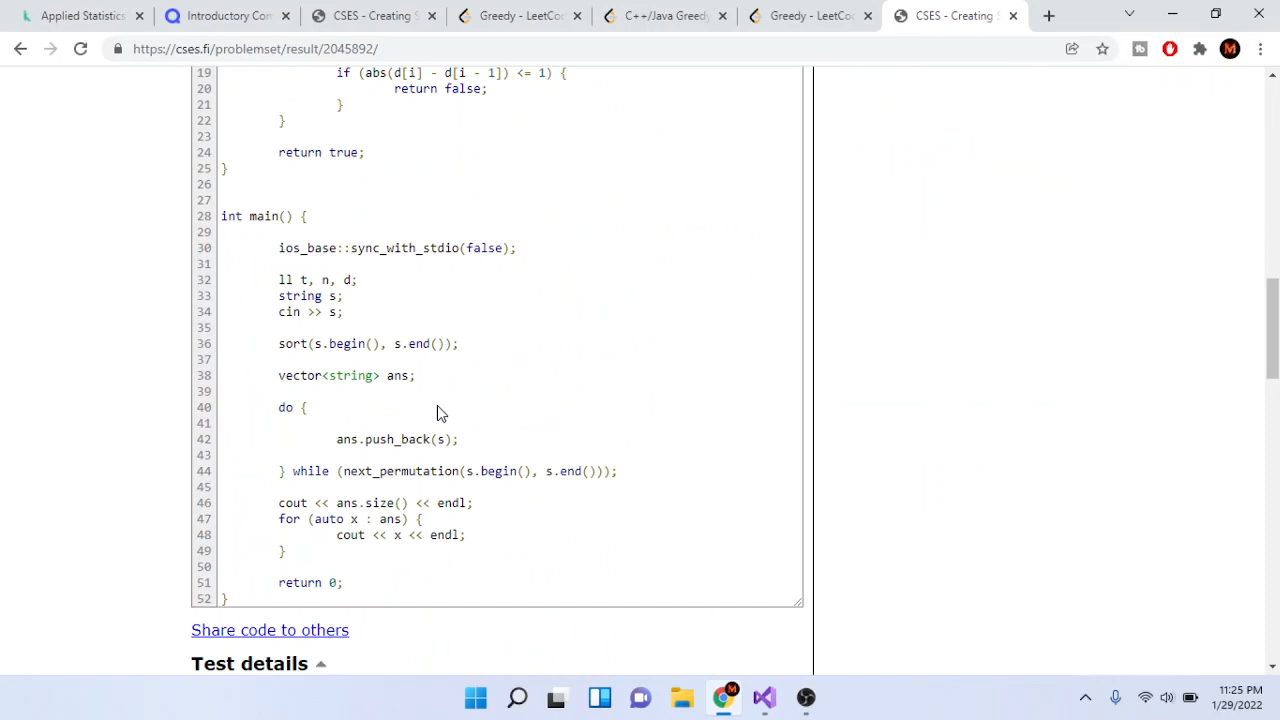 Applied Statistics
Introductory Com
CSES - Creating S
Greedy - LeetCod
C++/Java Greedy
Greedy - LeetCod
CSES - Creating S
https://cses.fi/problemset/result/2045892/
M
19 if (abs(d[i] - d[i - 1]) <= 1) {
20 return false;
21 }
22 }
23
24 return true;
25 }
26
27
28 int main() {
29
30 ios_base::sync_with_stdio(false);
31
32 ll t, n, d;
33 string s;
34 cin >> s;
35
36 sort(s.begin(), s.end());
37
38 vector<string> ans;
39
40 do {
41
42 ans.push_back(s);
43
44 } while (next_permutation(s.begin(), s.end()));
45
46 cout << ans.size() << endl;
47 for (auto x : ans) {
48 cout << x << endl;
49 }
50
51 return 0;
52 }
Share code to others
Test details
11:25 PM
1/29/2022